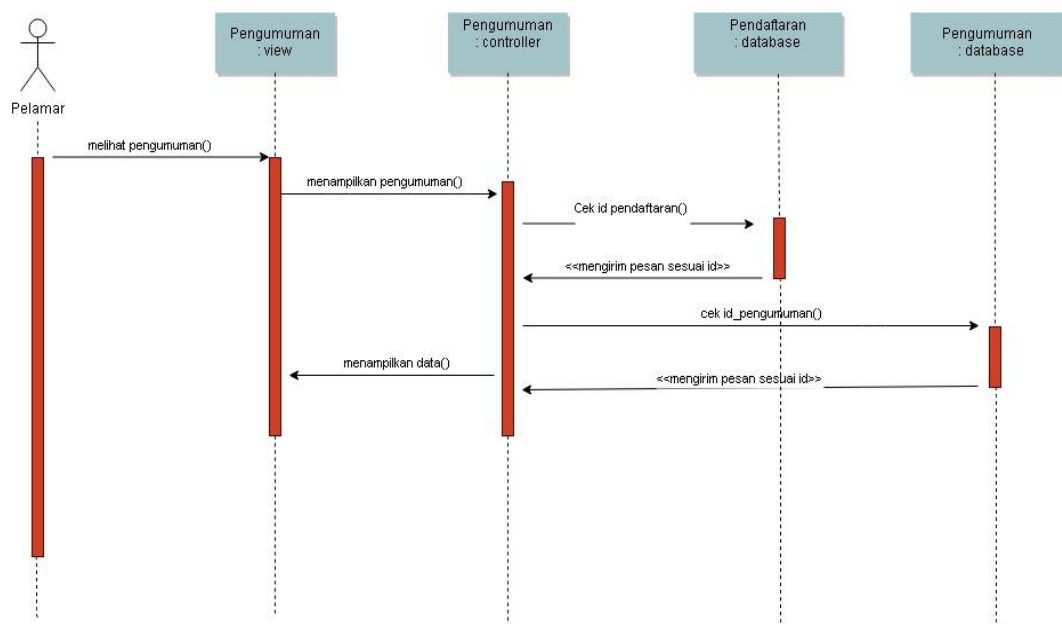 Pengumuman
: view
Pengumuman
: controller
Pendaftaran
: database
Pengumuman
: database
Pelamar
melihat pengumuman()
menampilkan pengumuman()
Cek id pendaftaran()
<<mengirim pesan sesuai id>>
cek id_pengumuman()
menampilkan data()
<<mengirim pesan sesuai id>>